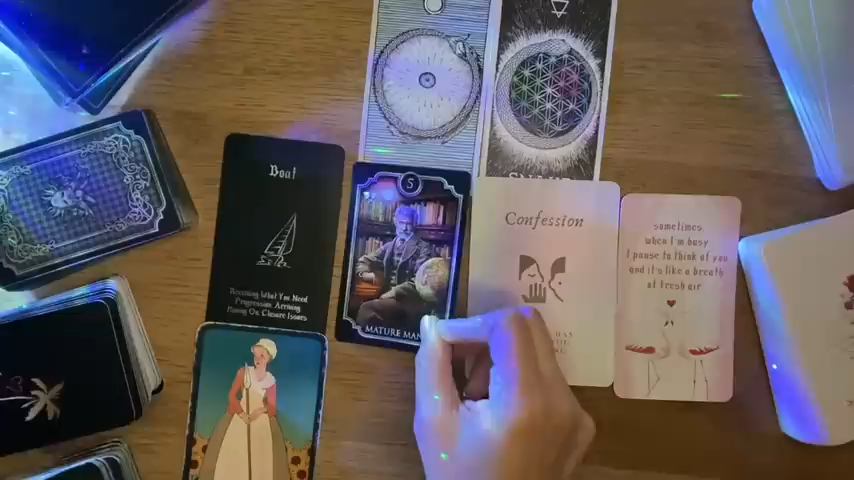 Boat
Receiving What You Need
Progression, Arriving
Moving On, Closure Issues
5
MATURE MAN
Confession
sometimes
when i'm busy
i pause to think of you
and it's like a breath
of fresh air